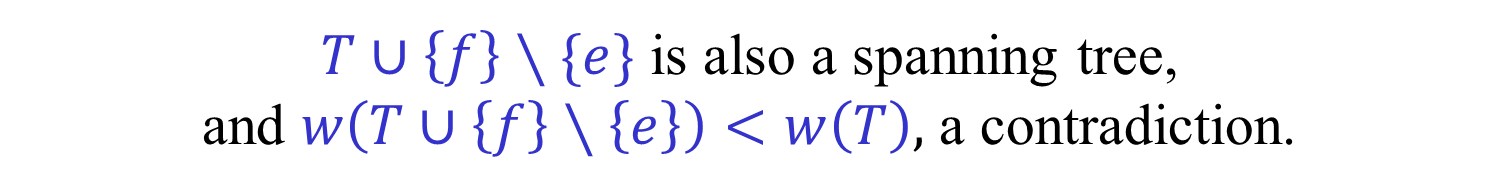 𝑇 ∪ {𝑓} \ {𝑒} is also a spanning tree,
and 𝑤(𝑇 ∪ {𝑓} \ {𝑒}) < 𝑤(𝑇), a contradiction.